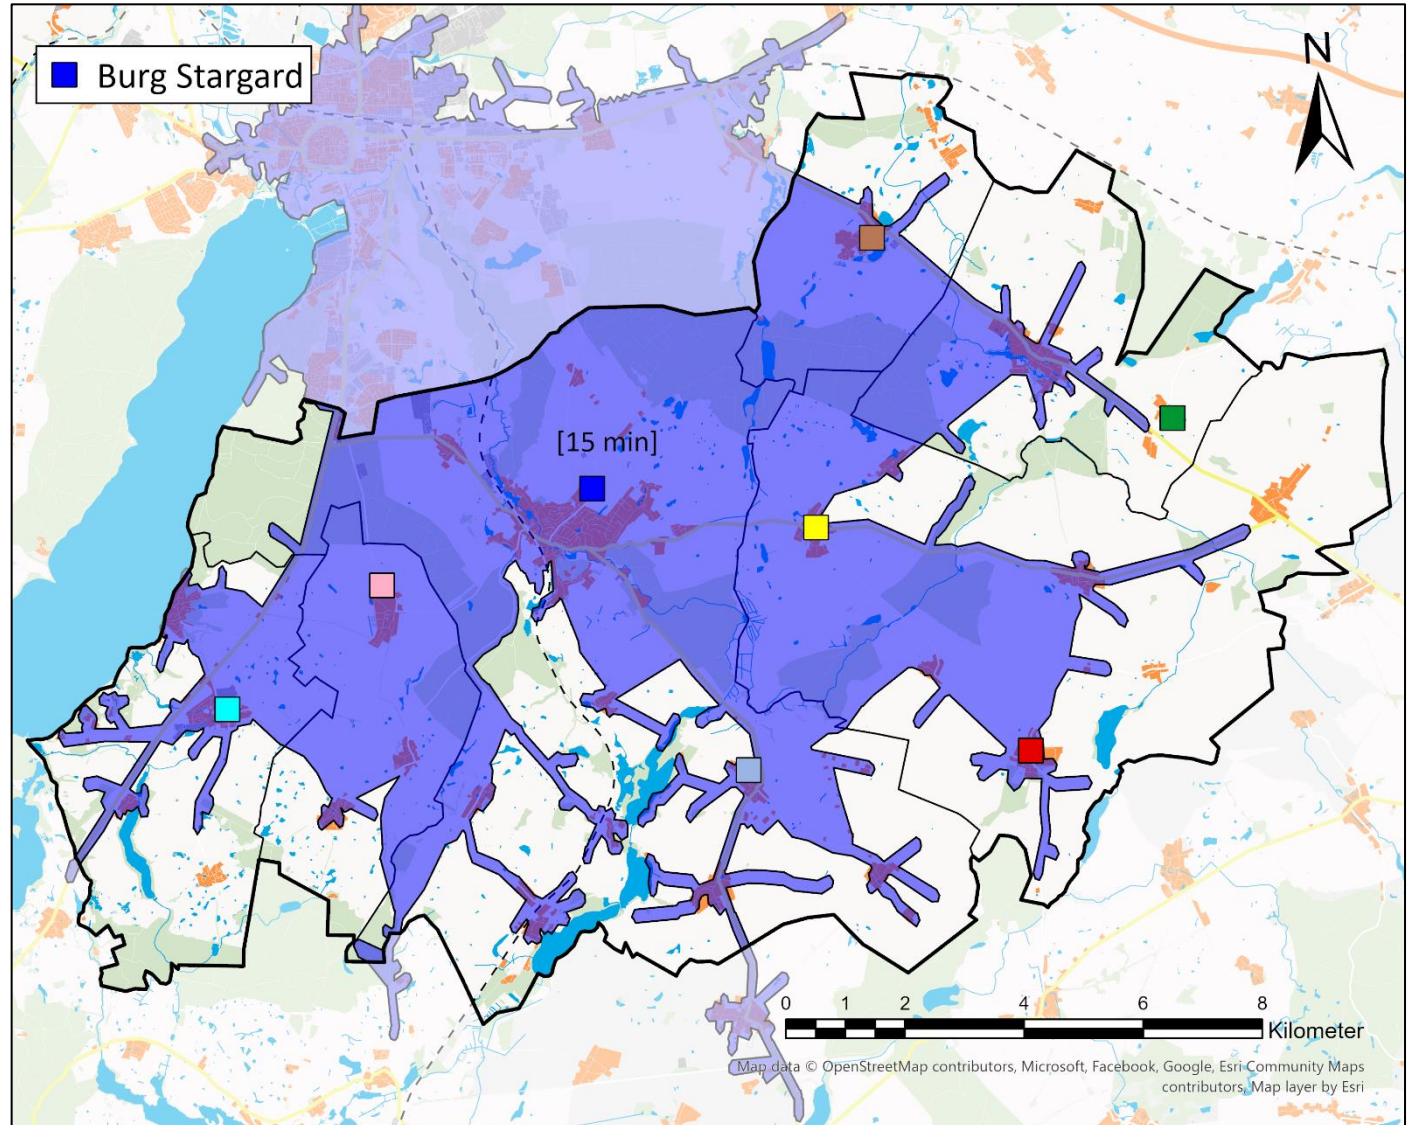 Burg Stargard
N
[15 min]
0 1 2 4 6 8
Kilometer
Map data © OpenStreetMap contributors, Microsoft, Facebook, Google, Esri Community Maps
contributors, Map layer by Esri